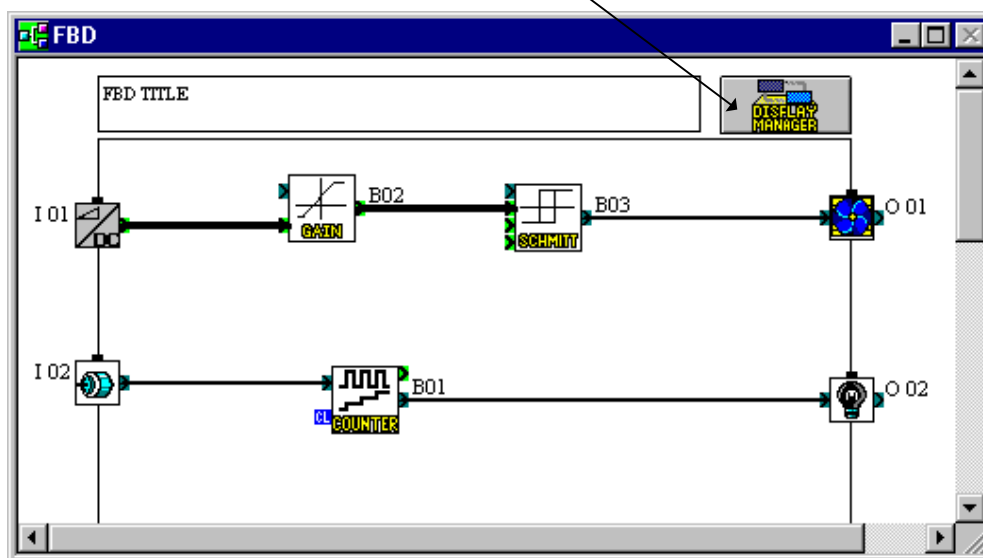 FBD
FBD TITLE
DISPLAY
MANAGER
I 01
DC
GAIN
B02
SCHMITT
B03
O 01
I 02
CL
COUNTER
B01
O 02